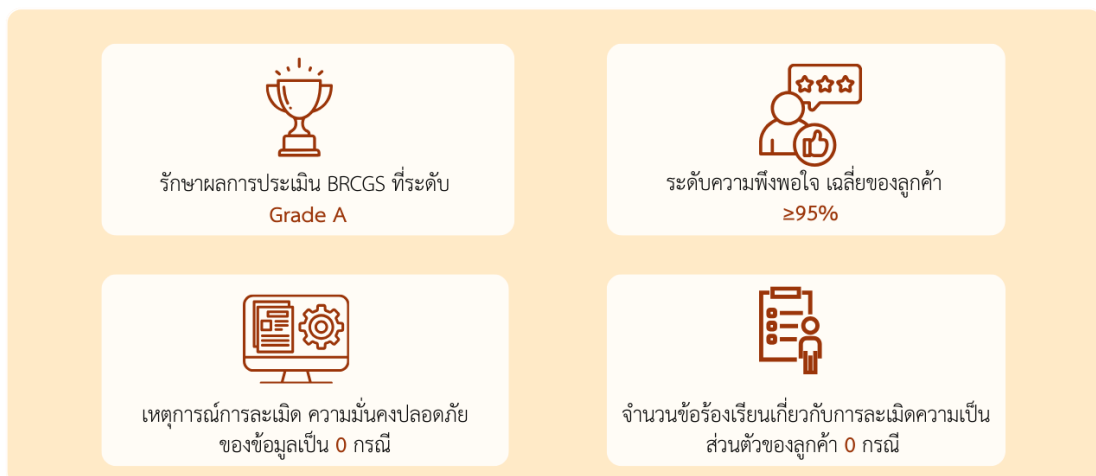 รักษาผลการประเมิน BRCGS ที่ระดับ
Grade A
ระดับความพึงพอใจ เฉลี่ยของลูกค้า
≥95%
เหตุการณ์การละเมิด ความมั่นคงปลอดภัย
ของข้อมูลเป็น 0 กรณี
จำนวนข้อร้องเรียนเกี่ยวกับการละเมิดความเป็น
ส่วนตัวของลูกค้า 0 กรณี